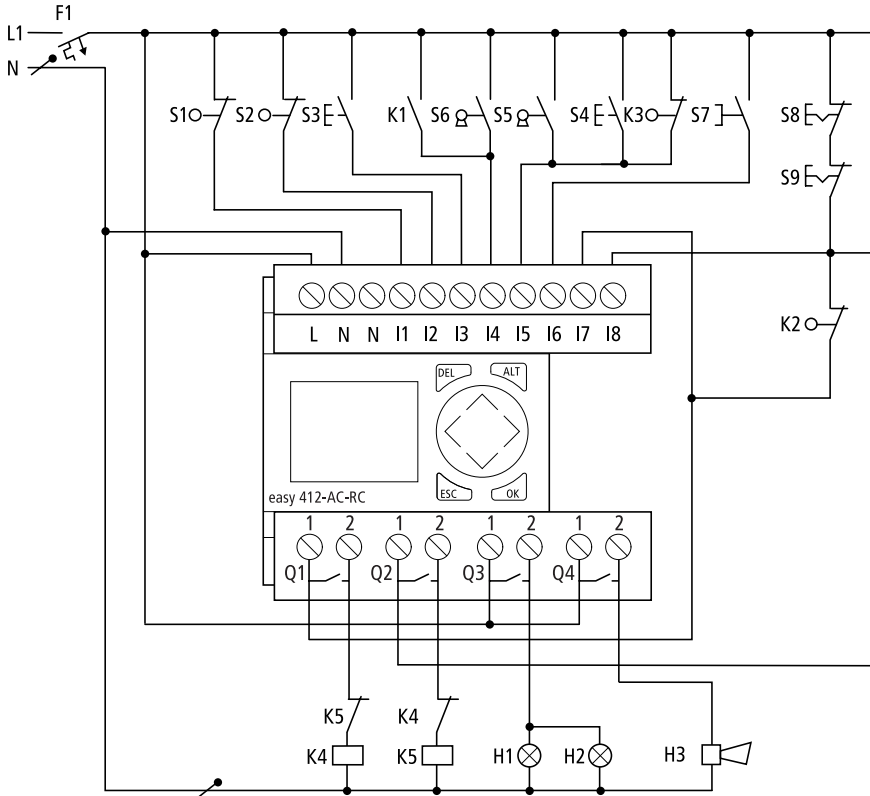 F1
L1
N
S1 S2 S3 K1 S6 S5 S4 K3 S7 S8
S9
K2
L N N I1 I2 I3 I4 I5 I6 I7 I8
DEL ALT
ESC OK
easy 412-AC-RC
1 2 1 2 1 2 1 2
Q1 Q2 Q3 Q4
K5 K4
K4 K5 H1 H2 H3